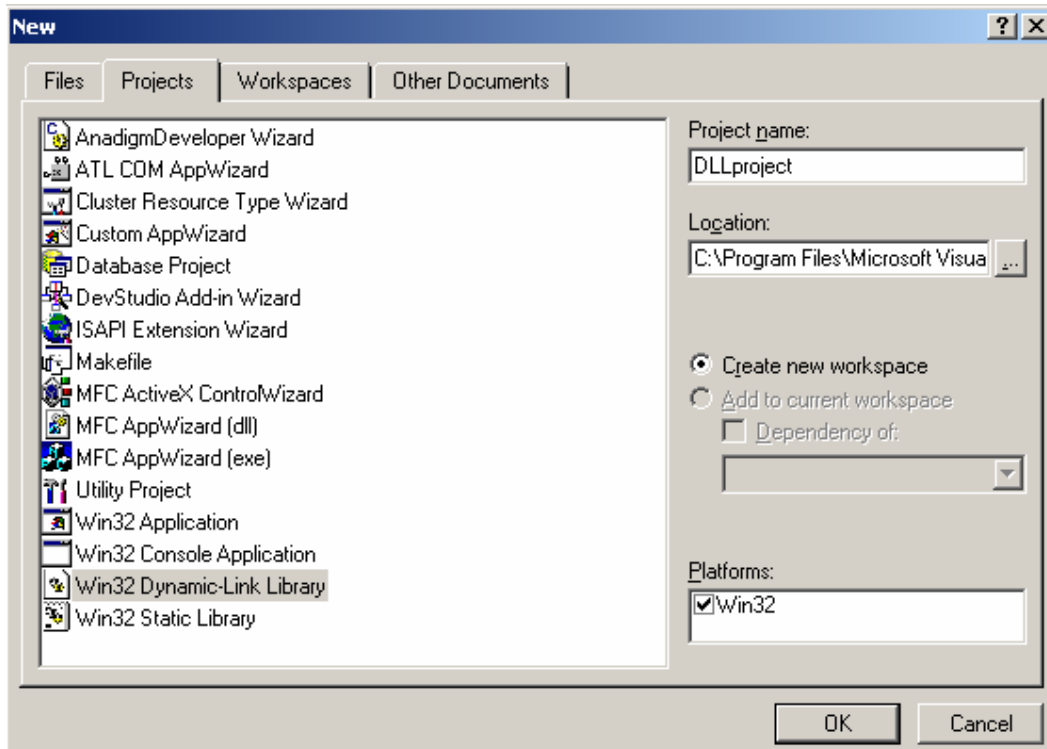 New
Files Projects Workspaces Other Documents
AnadigmDeveloper Wizard
ATL COM AppWizard
Cluster Resource Type Wizard
Custom AppWizard
Database Project
DevStudio Add-in Wizard
ISAPI Extension Wizard
Makefile
MFC ActiveX ControlWizard
MFC AppWizard (dll)
MFC AppWizard (exe)
Utility Project
Win32 Application
Win32 Console Application
Win32 Dynamic-Link Library
Win32 Static Library
Project name:
DLLproject
Location:
C:\Program Files\Microsoft Visua ...
Create new workspace
Add to current workspace
Dependency of:
Platforms:
Win32
OK Cancel